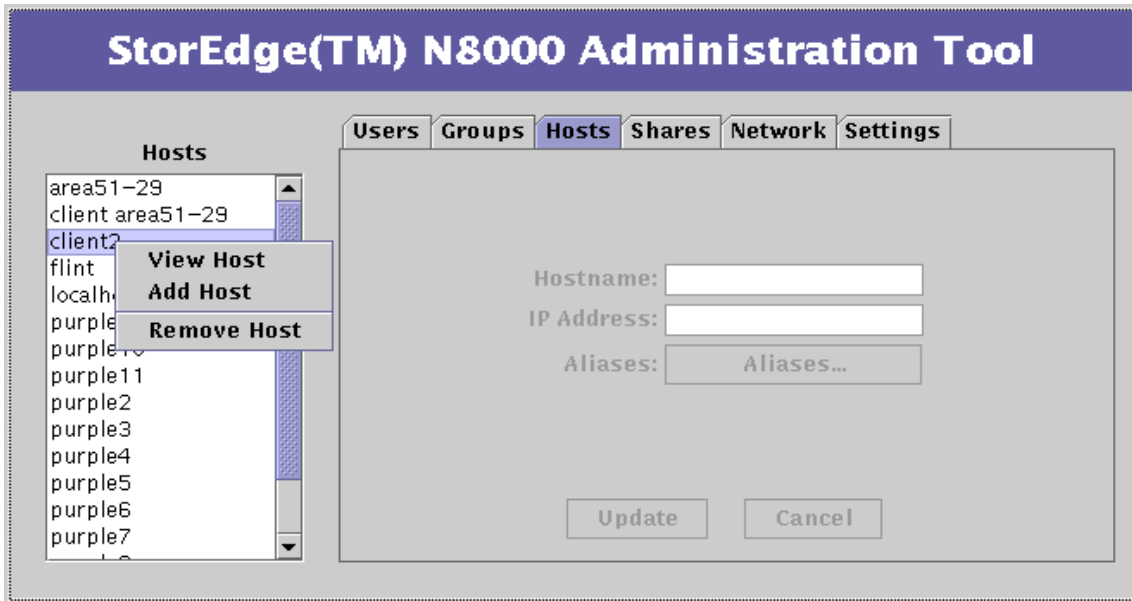 StorEdge(TM) N8000 Administration Tool
Users Groups Hosts Shares Network Settings
Hosts
area51-29
client area51-29
client2
flint
purple11
purple2
purple3
purple4
purple5
purple6
purple7
View Host
Add Host
Remove Host
Hostname:
IP Address:
Aliases: Aliases...
Update Cancel